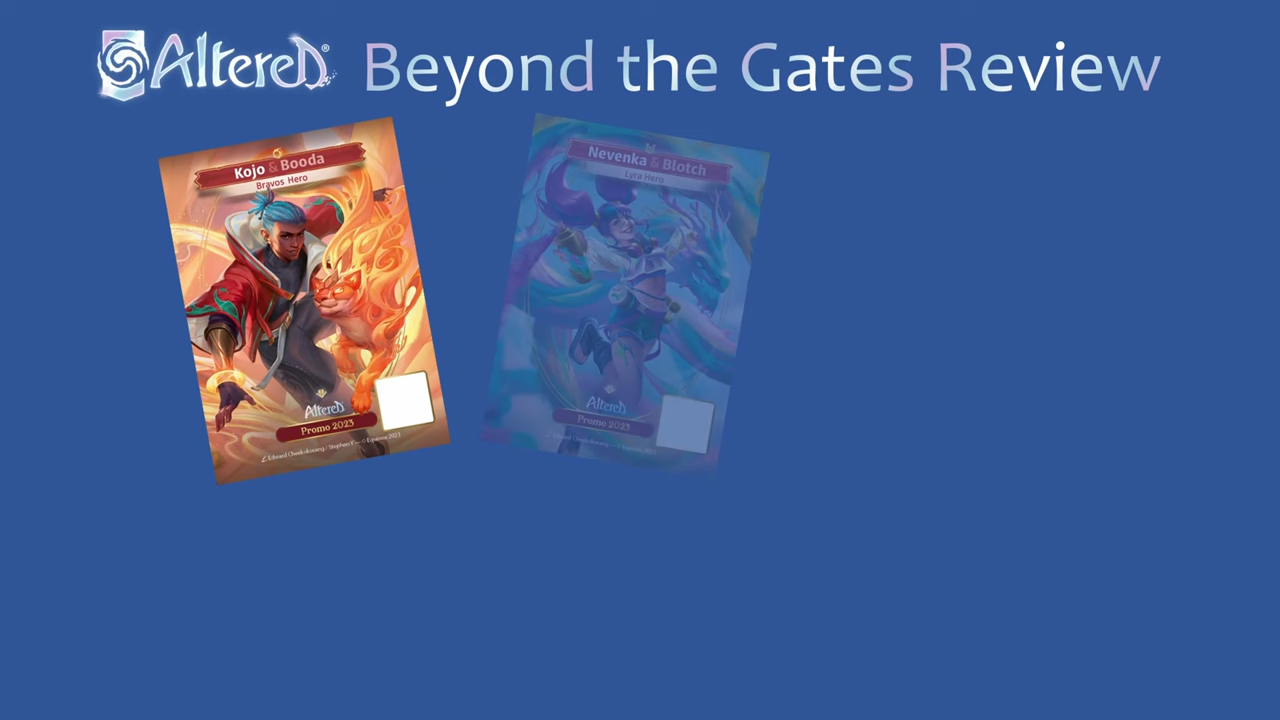 Altered® Beyond the Gates Review
Kojo & Booda
Bravos Hero
Altered
Promo 2023
Nevenka & Blotch
Lyra Hero
Altered
Promo 2023